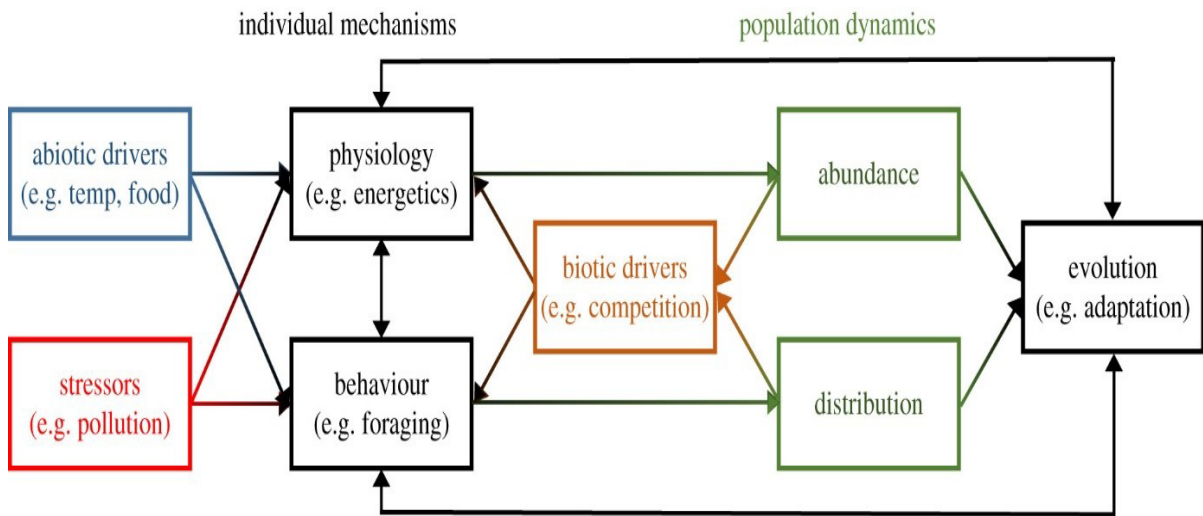 individual mechanisms
population dynamics
abiotic drivers
(e.g. temp, food)
physiology
(e.g. energetics)
abundance
biotic drivers
(e.g. competition)
evolution
(e.g. adaptation)
stressors
(e.g. pollution)
behaviour
(e.g. foraging)
distribution